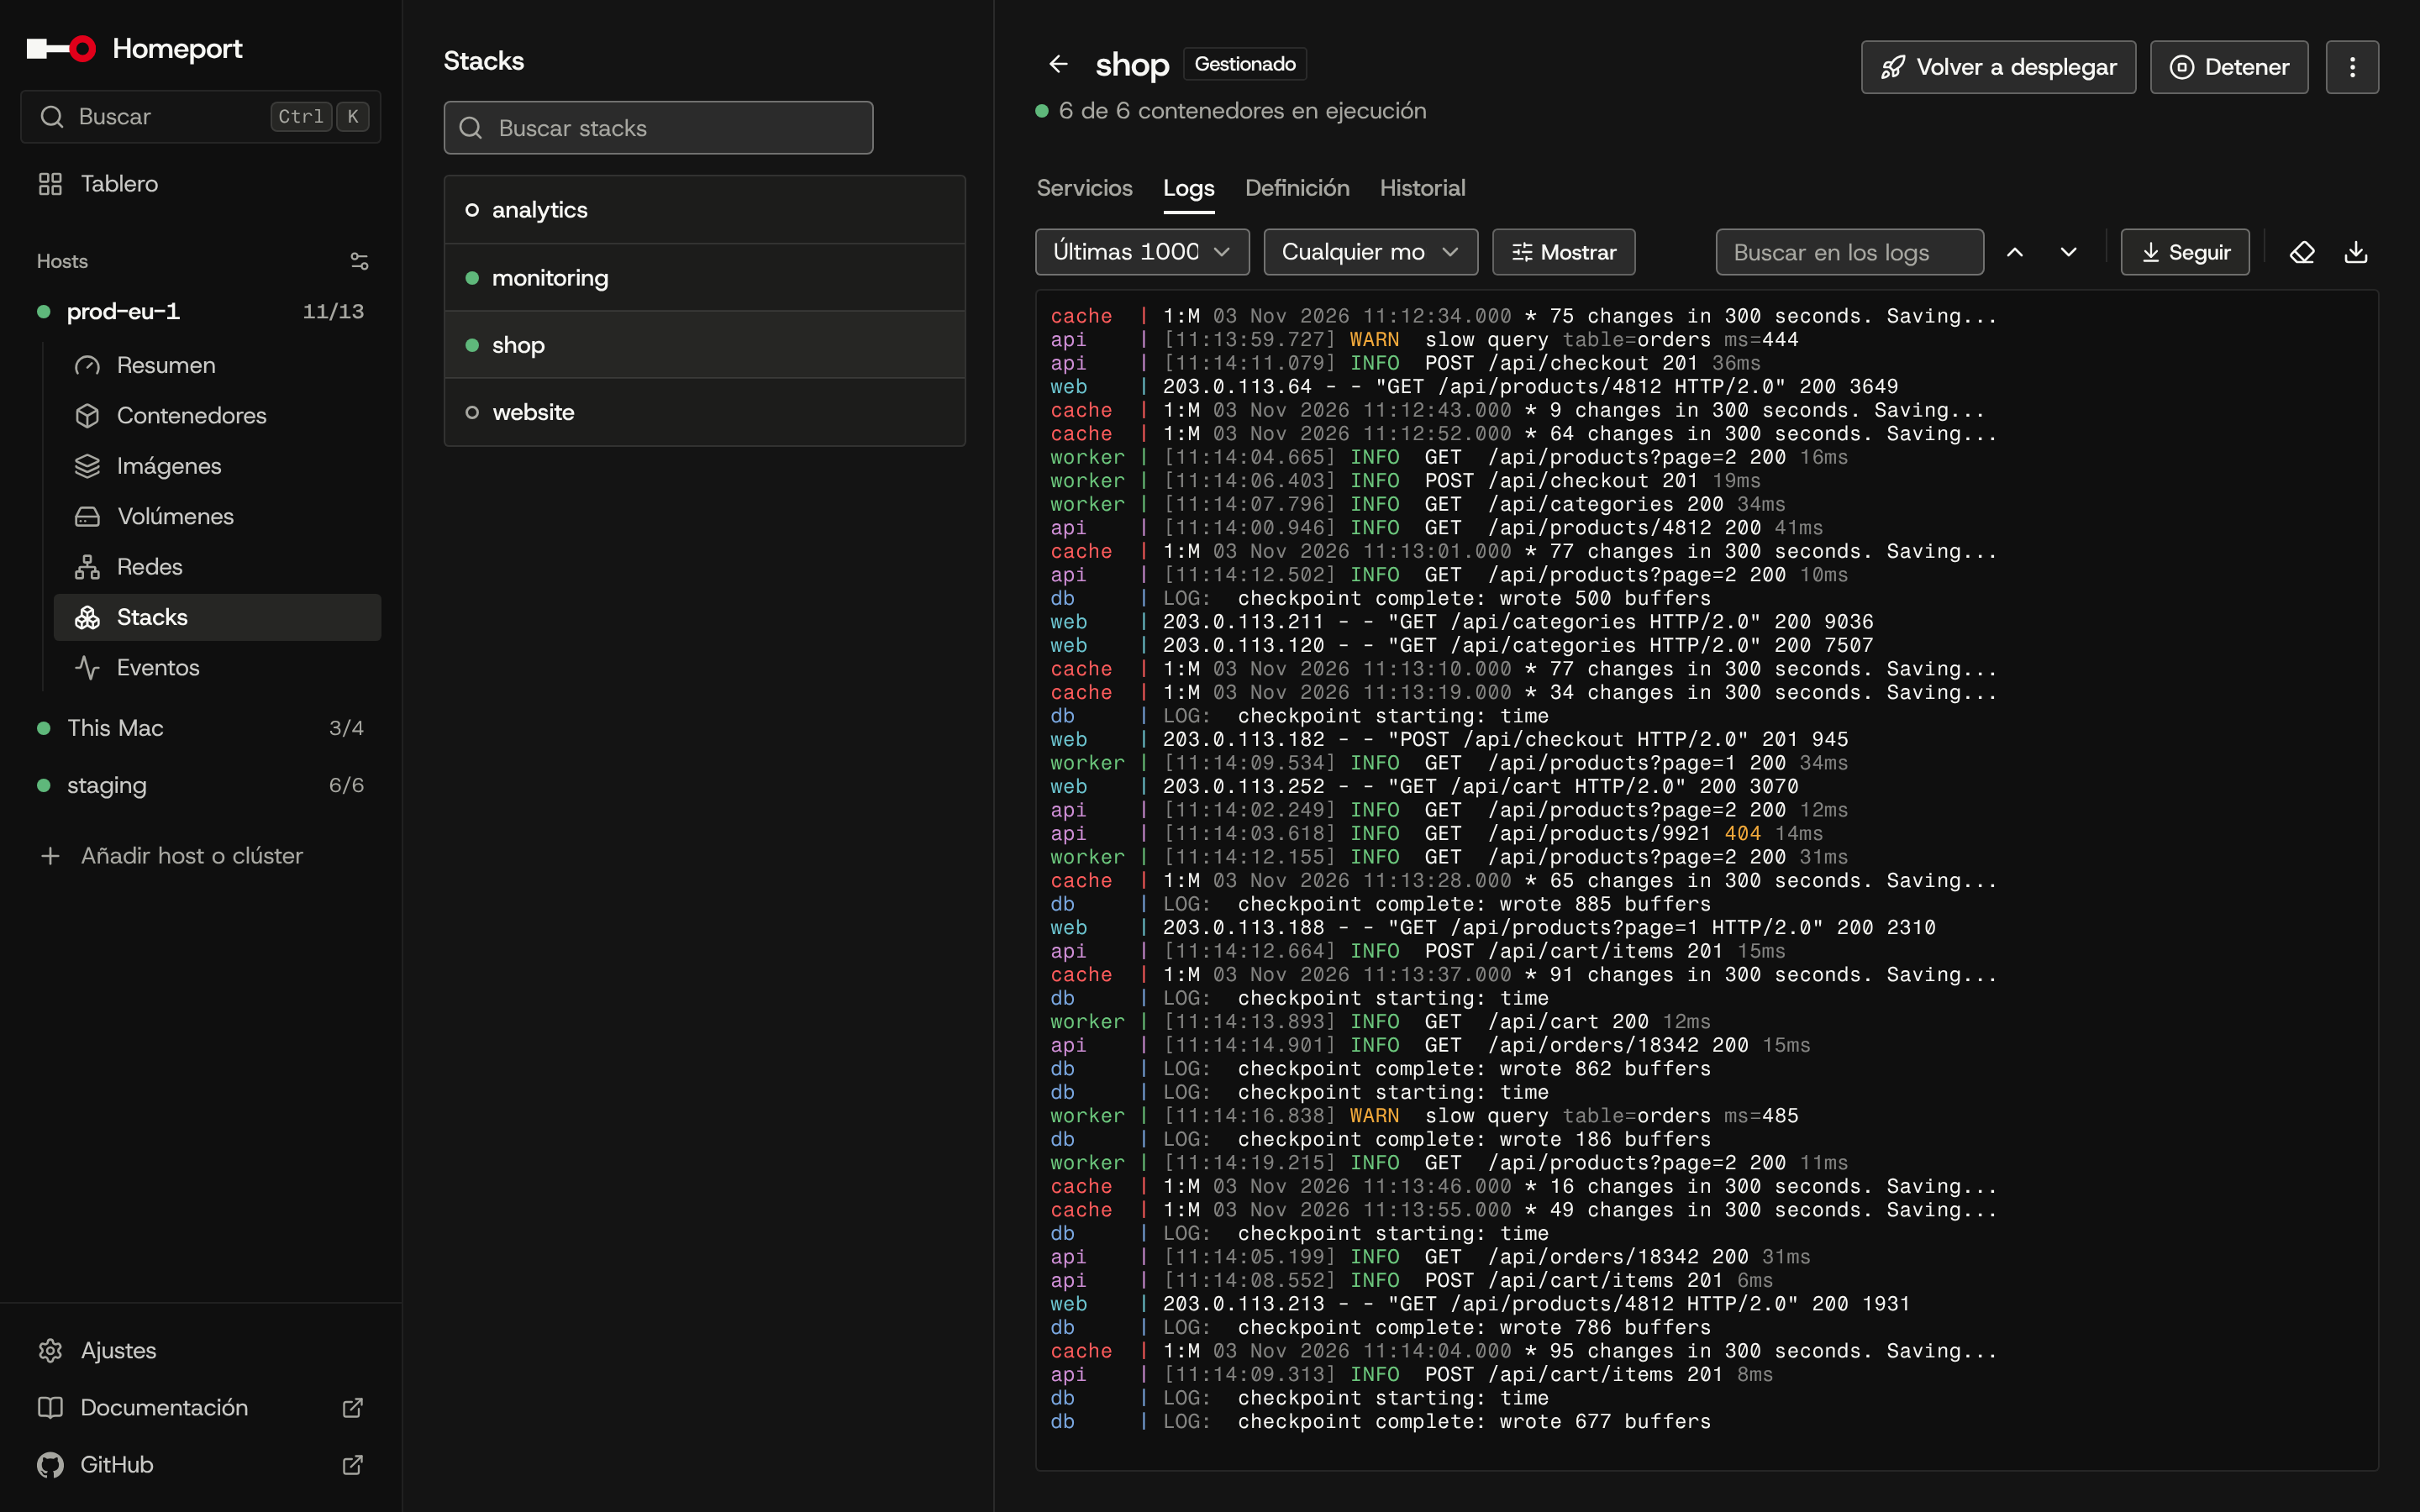 Homeport
Buscar Ctrl K
Tablero
Hosts
prod-eu-1 11/13
Resumen
Contenedores
Imágenes
Volúmenes
Redes
Stacks
Eventos
This Mac 3/4
staging 6/6
Añadir host o clúster
Ajustes
Documentación
GitHub
Stacks
Buscar stacks
analytics
monitoring
shop
website
shop Gestionado
6 de 6 contenedores en ejecución
Volver a desplegar Detener
Servicios Logs Definición Historial
Últimas 1000 Cualquier mo Mostrar Buscar en los logs Seguir
cache | 1:M 03 Nov 2026 11:12:34.000 * 75 changes in 300 seconds. Saving...
api | [11:13:59.727] WARN slow query table=orders ms=444
api | [11:14:11.079] INFO POST /api/checkout 201 36ms
web | 203.0.113.64 - - "GET /api/products/4812 HTTP/2.0" 200 3649
cache | 1:M 03 Nov 2026 11:12:43.000 * 9 changes in 300 seconds. Saving...
cache | 1:M 03 Nov 2026 11:12:52.000 * 64 changes in 300 seconds. Saving...
worker | [11:14:04.665] INFO GET /api/products?page=2 200 16ms
worker | [11:14:06.403] INFO POST /api/checkout 201 19ms
worker | [11:14:07.796] INFO GET /api/categories 200 34ms
api | [11:14:00.946] INFO GET /api/products/4812 200 41ms
cache | 1:M 03 Nov 2026 11:13:01.000 * 77 changes in 300 seconds. Saving...
api | [11:14:12.502] INFO GET /api/products?page=2 200 10ms
db | LOG: checkpoint complete: wrote 500 buffers
web | 203.0.113.211 - - "GET /api/categories HTTP/2.0" 200 9036
web | 203.0.113.120 - - "GET /api/categories HTTP/2.0" 200 7507
cache | 1:M 03 Nov 2026 11:13:10.000 * 77 changes in 300 seconds. Saving...
cache | 1:M 03 Nov 2026 11:13:19.000 * 34 changes in 300 seconds. Saving...
db | LOG: checkpoint starting: time
web | 203.0.113.182 - - "POST /api/checkout HTTP/2.0" 201 945
worker | [11:14:09.534] INFO GET /api/products?page=1 200 34ms
web | 203.0.113.252 - - "GET /api/cart HTTP/2.0" 200 3070
api | [11:14:02.249] INFO GET /api/products?page=2 200 12ms
api | [11:14:03.618] INFO GET /api/products/9921 404 14ms
worker | [11:14:12.155] INFO GET /api/products?page=2 200 31ms
cache | 1:M 03 Nov 2026 11:13:28.000 * 65 changes in 300 seconds. Saving...
db | LOG: checkpoint complete: wrote 885 buffers
web | 203.0.113.188 - - "GET /api/products?page=1 HTTP/2.0" 200 2310
api | [11:14:12.664] INFO POST /api/cart/items 201 15ms
cache | 1:M 03 Nov 2026 11:13:37.000 * 91 changes in 300 seconds. Saving...
db | LOG: checkpoint starting: time
worker | [11:14:13.893] INFO GET /api/cart 200 12ms
api | [11:14:14.901] INFO GET /api/orders/18342 200 15ms
db | LOG: checkpoint complete: wrote 862 buffers
db | LOG: checkpoint starting: time
worker | [11:14:16.838] WARN slow query table=orders ms=485
db | LOG: checkpoint complete: wrote 186 buffers
worker | [11:14:19.215] INFO GET /api/products?page=2 200 11ms
cache | 1:M 03 Nov 2026 11:13:46.000 * 16 changes in 300 seconds. Saving...
cache | 1:M 03 Nov 2026 11:13:55.000 * 49 changes in 300 seconds. Saving...
db | LOG: checkpoint starting: time
api | [11:14:05.199] INFO GET /api/orders/18342 200 31ms
api | [11:14:08.552] INFO POST /api/cart/items 201 6ms
web | 203.0.113.213 - - "GET /api/products/4812 HTTP/2.0" 200 1931
db | LOG: checkpoint complete: wrote 786 buffers
cache | 1:M 03 Nov 2026 11:14:04.000 * 95 changes in 300 seconds. Saving...
api | [11:14:09.313] INFO POST /api/cart/items 201 8ms
db | LOG: checkpoint starting: time
db | LOG: checkpoint complete: wrote 677 buffers